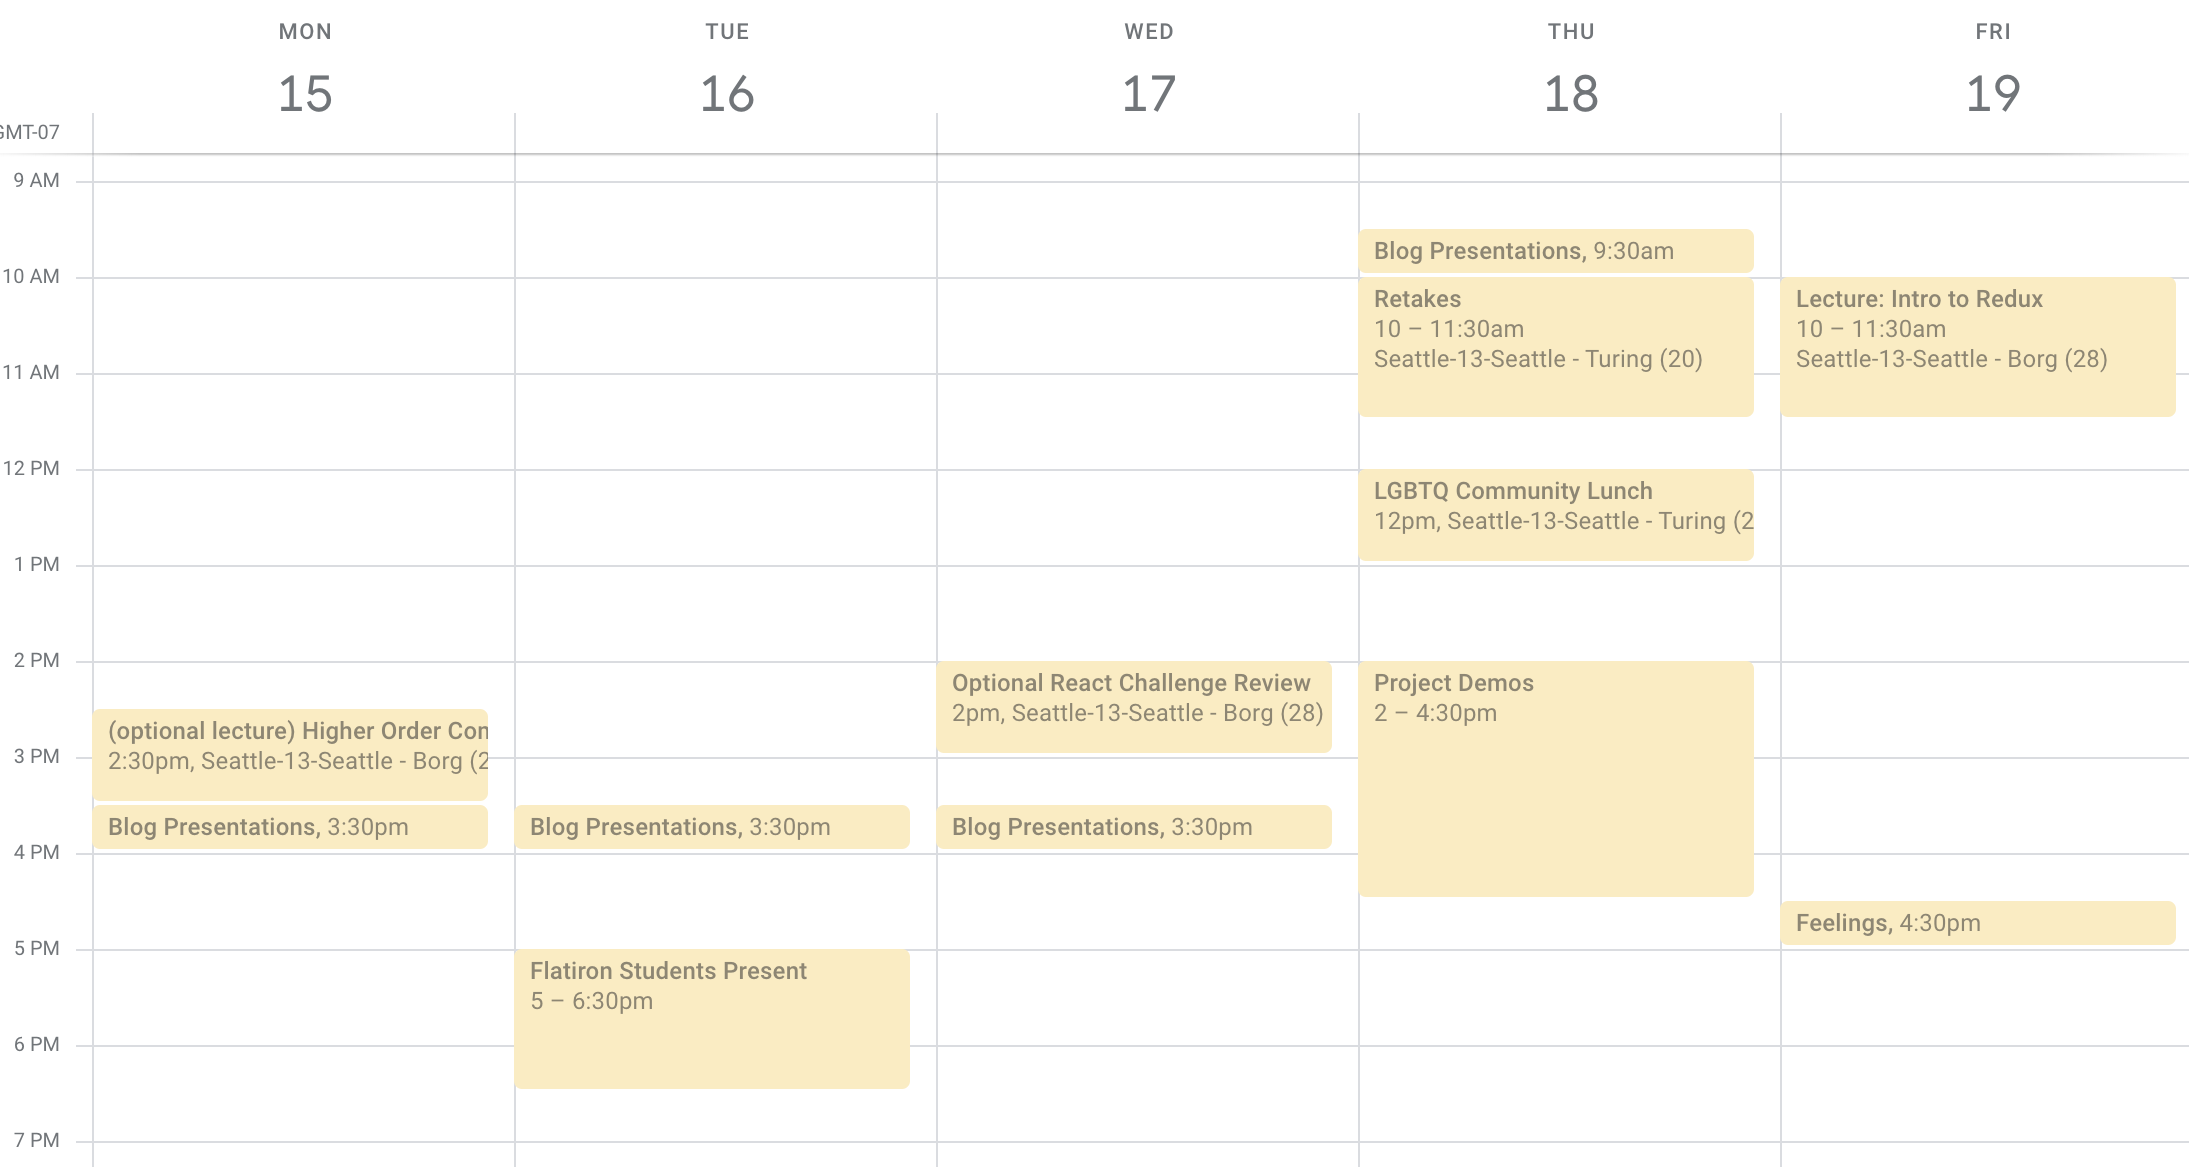 MON
TUE
WED
THU
FRI
15
16
17
18
19
GMT-07
9 AM
10 AM
11 AM
12 PM
1 PM
2 PM
3 PM
4 PM
5 PM
6 PM
7 PM
(optional lecture) Higher Order Con
2:30pm, Seattle-13-Seattle - Borg (2
Blog Presentations, 3:30pm
Blog Presentations, 3:30pm
Flatiron Students Present
5 – 6:30pm
Optional React Challenge Review
2pm, Seattle-13-Seattle - Borg (28)
Blog Presentations, 3:30pm
Blog Presentations, 9:30am
Retakes
10 – 11:30am
Seattle-13-Seattle - Turing (20)
LGBTQ Community Lunch
12pm, Seattle-13-Seattle - Turing (2
Project Demos
2 – 4:30pm
Lecture: Intro to Redux
10 – 11:30am
Seattle-13-Seattle - Borg (28)
Feelings, 4:30pm